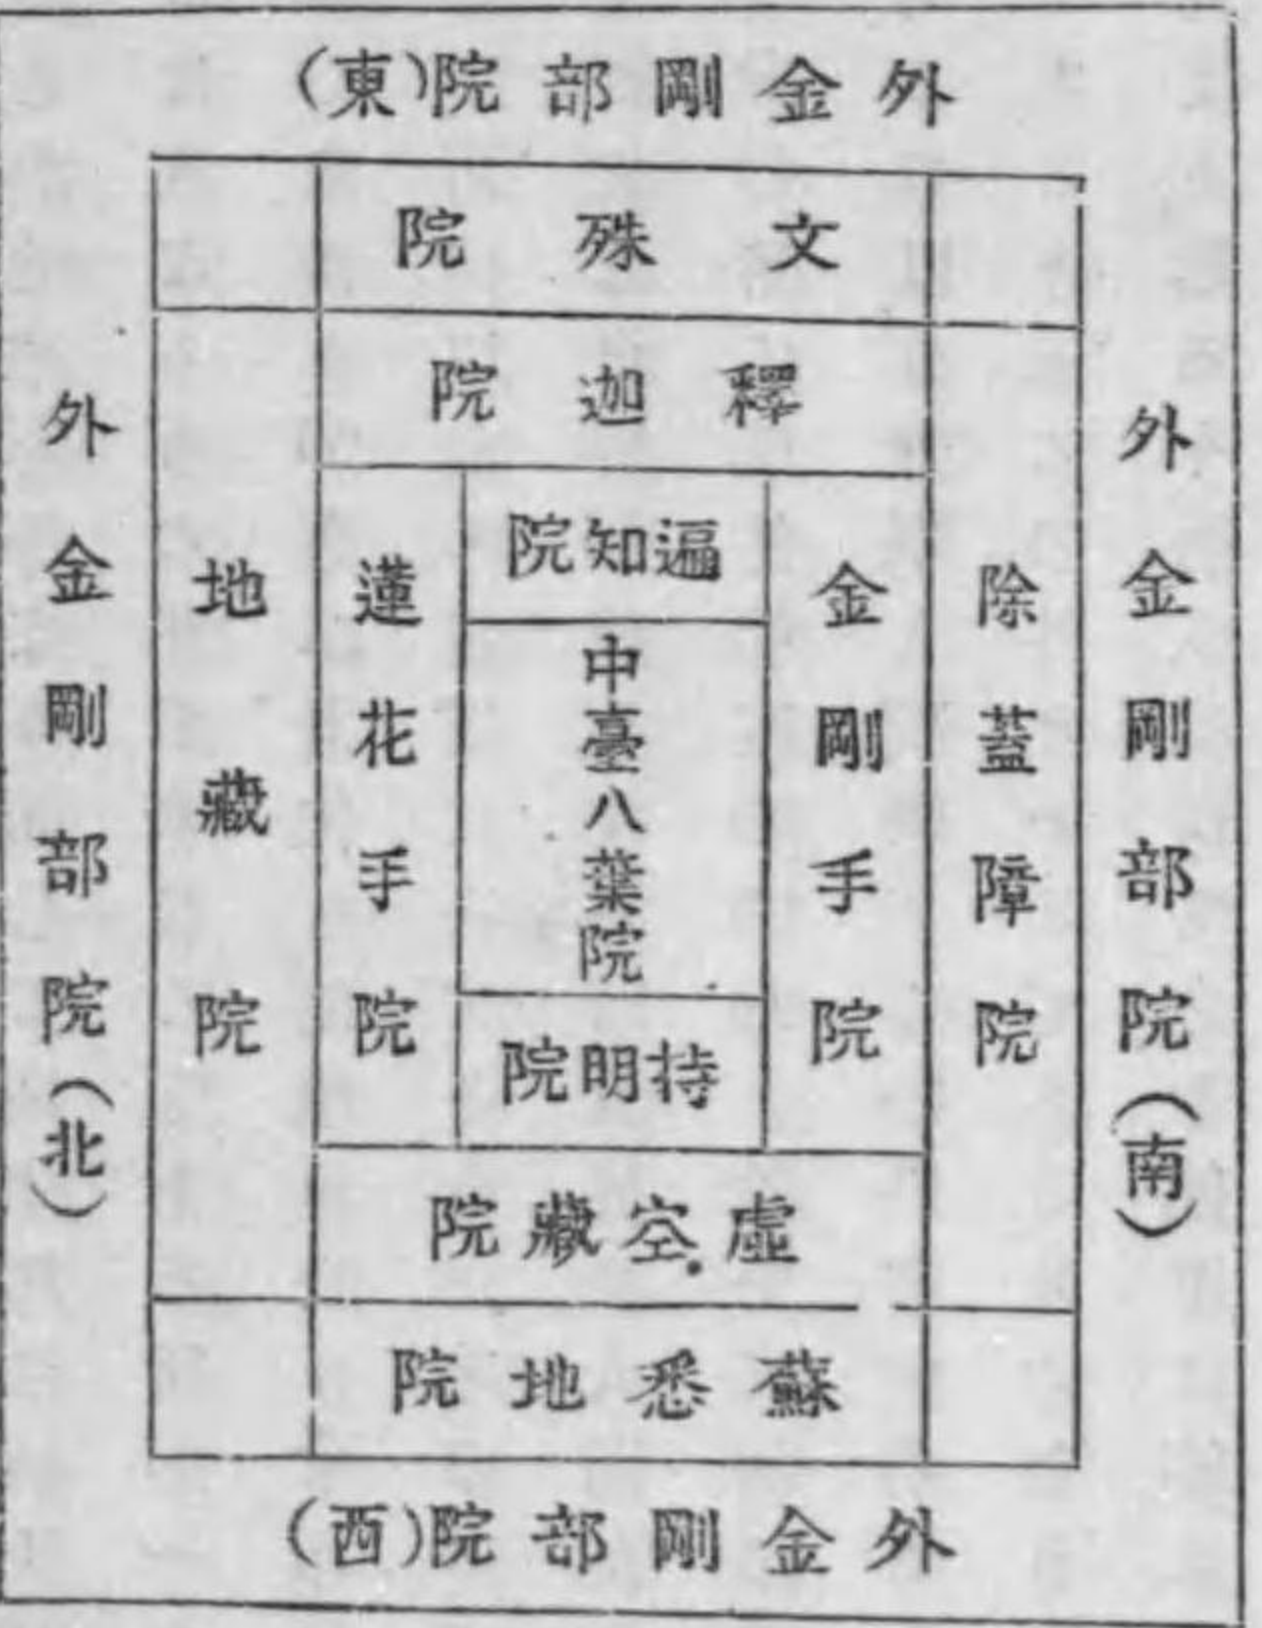 外金剛部院(東)
文殊院
釋迦院
遍知院
外金剛部院(南)
除蓋障院
金剛手院
中臺八葉院
蓮花手院
地藏院
外金剛部院(北)
持明院
虛空藏院
蘇悉地院
外金剛部院(西)